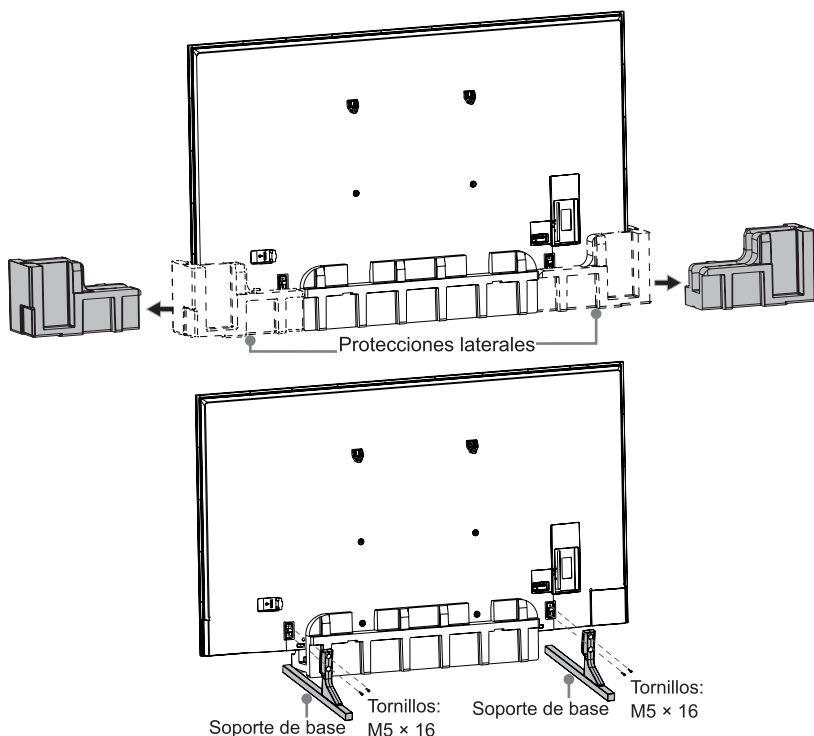 Protecciones laterales
Soporte de base
Tornillos:
M5 × 16
Soporte de base
Tornillos:
M5 × 16